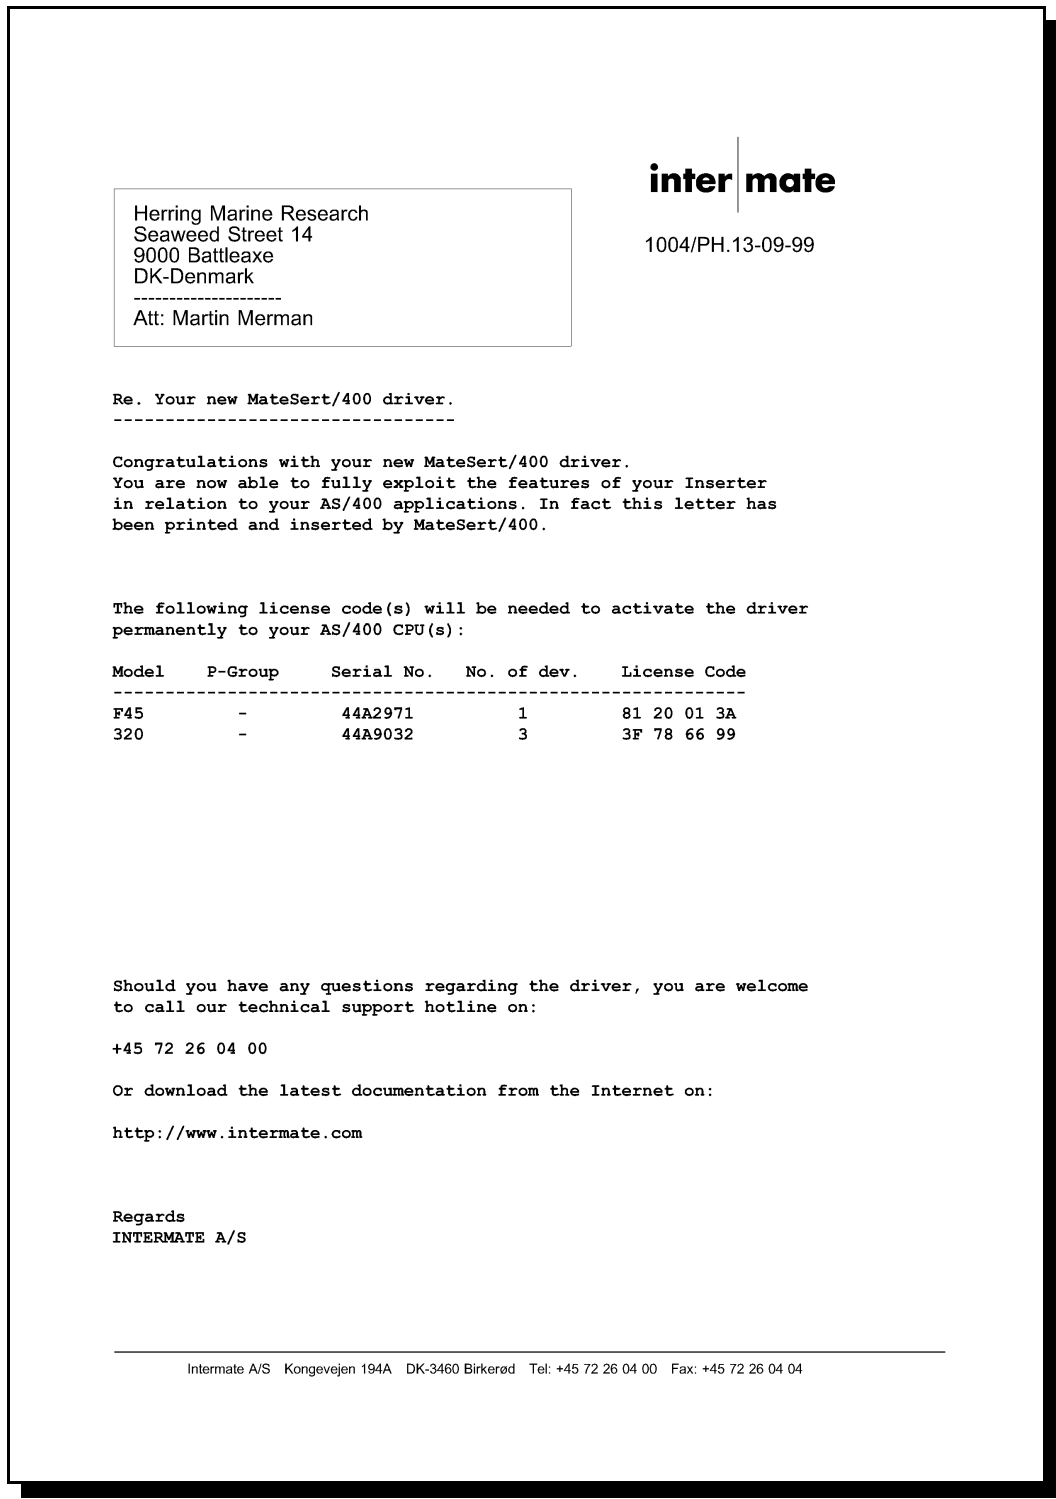 inter mate
Herring Marine Research
Seaweed Street 14
9000 Battleaxe
DK-Denmark
---------------------
Att: Martin Merman
1004/PH.13-09-99
Re. Your new MateSert/400 driver.
---------------------------------
Congratulations with your new MateSert/400 driver.
You are now able to fully exploit the features of your Inserter
in relation to your AS/400 applications. In fact this letter has
been printed and inserted by MateSert/400.
The following license code(s) will be needed to activate the driver
permanently to your AS/400 CPU(s):
Model    P-Group     Serial No.   No. of dev.    License Code
-------------------------------------------------------------
F45         -         44A2971          1         81 20 01 3A
320         -         44A9032          3         3F 78 66 99
Should you have any questions regarding the driver, you are welcome
to call our technical support hotline on:
+45 72 26 04 00
Or download the latest documentation from the Internet on:
http://www.intermate.com
Regards
INTERMATE A/S
Intermate A/S   Kongevejen 194A   DK-3460 Birkerød   Tel: +45 72 26 04 00   Fax: +45 72 26 04 04